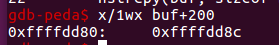 gdb-peda$ x/1wx buf+200
0xffffdd80:     0xffffdd8c